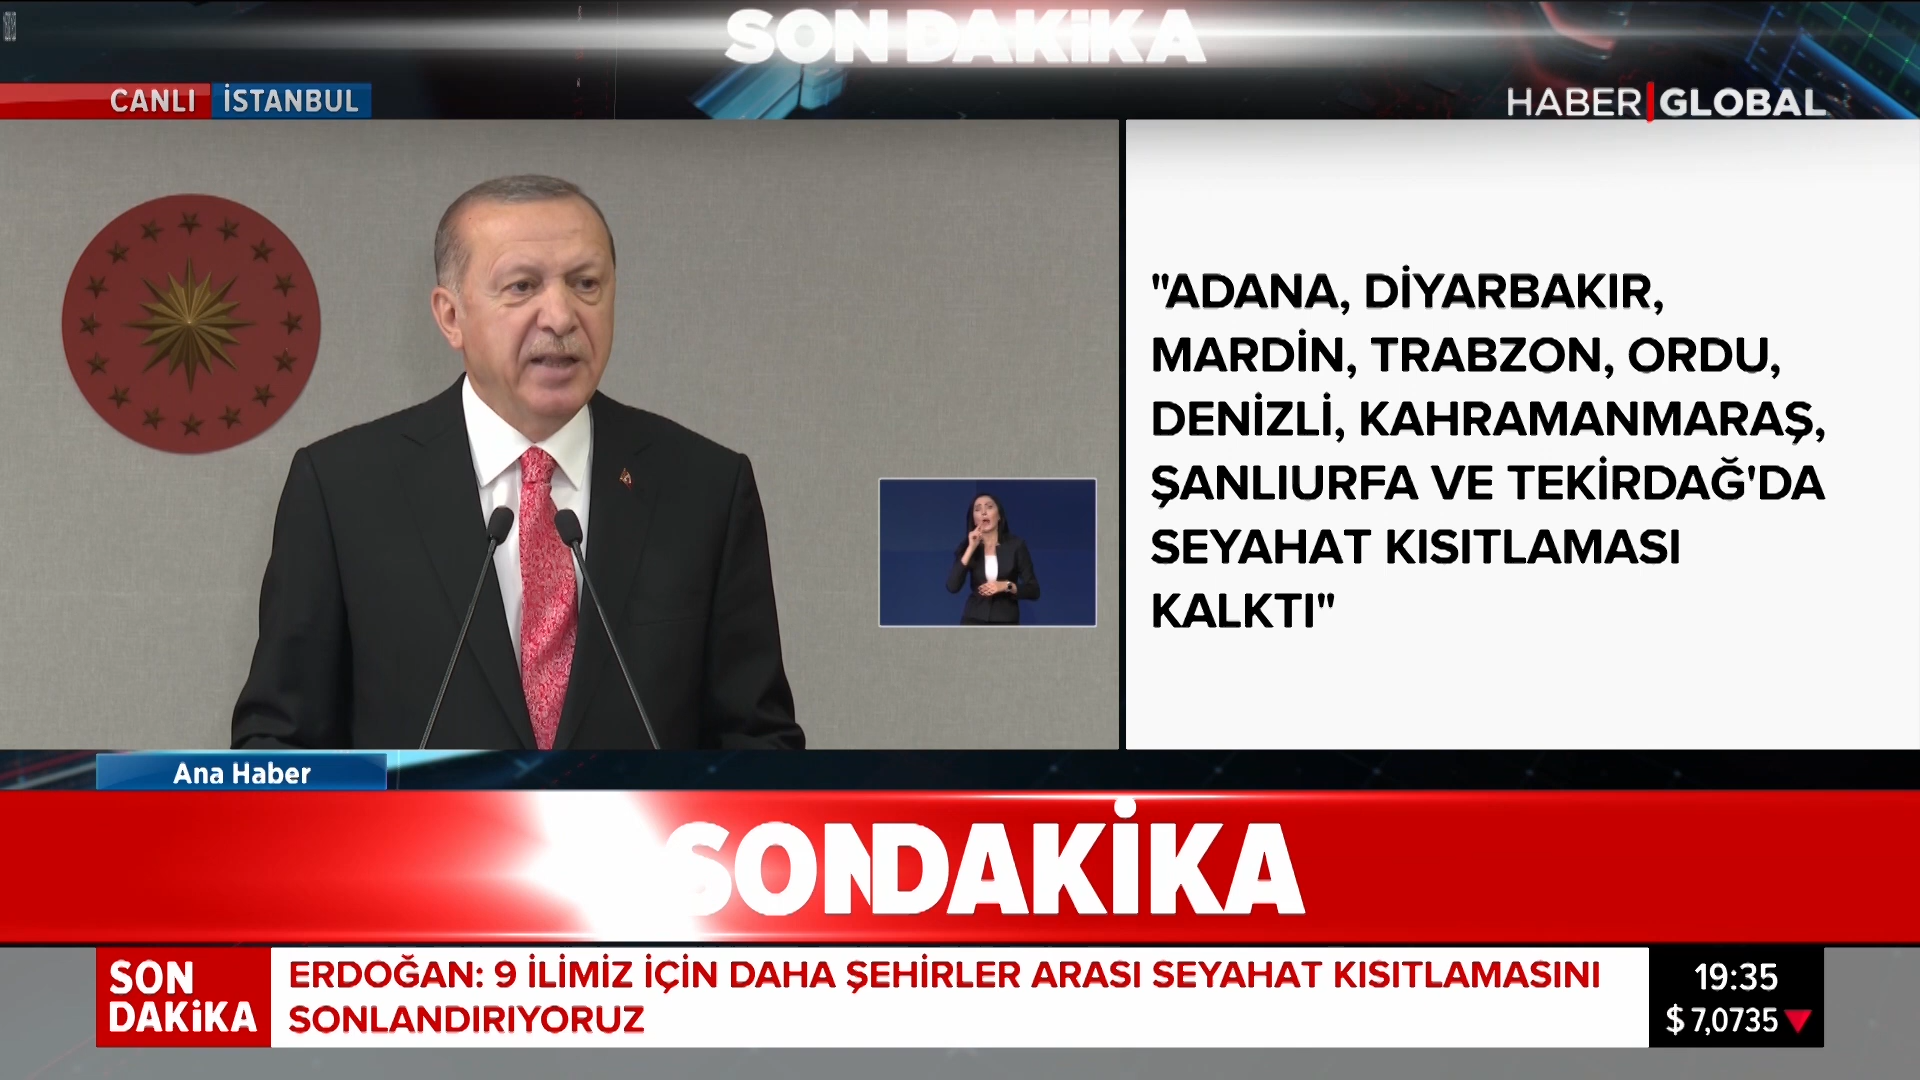 SON DAKİKA
CANLI İSTANBUL
HABER GLOBAL
"ADANA, DİYARBAKIR,
MARDİN, TRABZON, ORDU,
DENİZLİ, KAHRAMANMARAŞ,
ŞANLIURFA VE TEKİRDAĞ'DA
SEYAHAT KISITLAMASI
KALKTI"
Ana Haber
SON DAKİKA
SON
DAKİKA
ERDOĞAN: 9 İLİMİZ İÇİN DAHA ŞEHİRLER ARASI SEYAHAT KISITLAMASINI
SONLANDIRIYORUZ
19:35
$ 7,0735